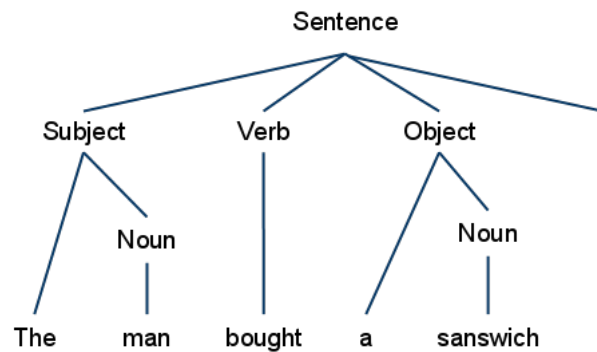 Sentence
Subject Verb Object
Noun Noun
The man bought a sanswich